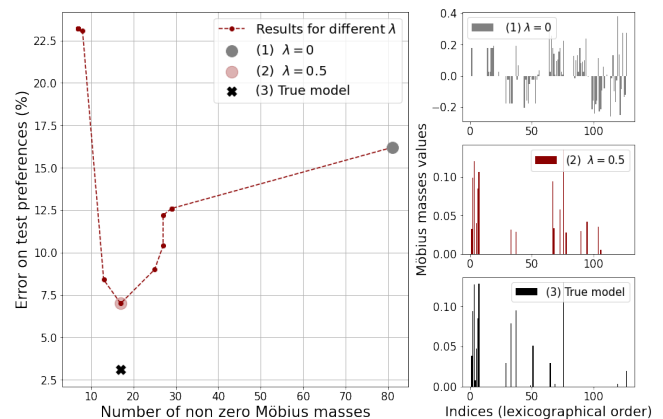 Error on test preferences (%)
22.5
20.0
17.5
15.0
12.5
10.0
7.5
5.0
2.5
10 20 30 40 50 60 70 80
Number of non zero Möbius masses
Results for different λ
(1) λ = 0
(2) λ = 0.5
(3) True model
Möbius masses values
0.4
0.2
0.0
−0.2
0 50 100
(1) λ = 0
0.10
0.05
0.00
0 50 100
(2) λ = 0.5
0.10
0.05
0.00
0 50 100
(3) True model
Indices (lexicographical order)